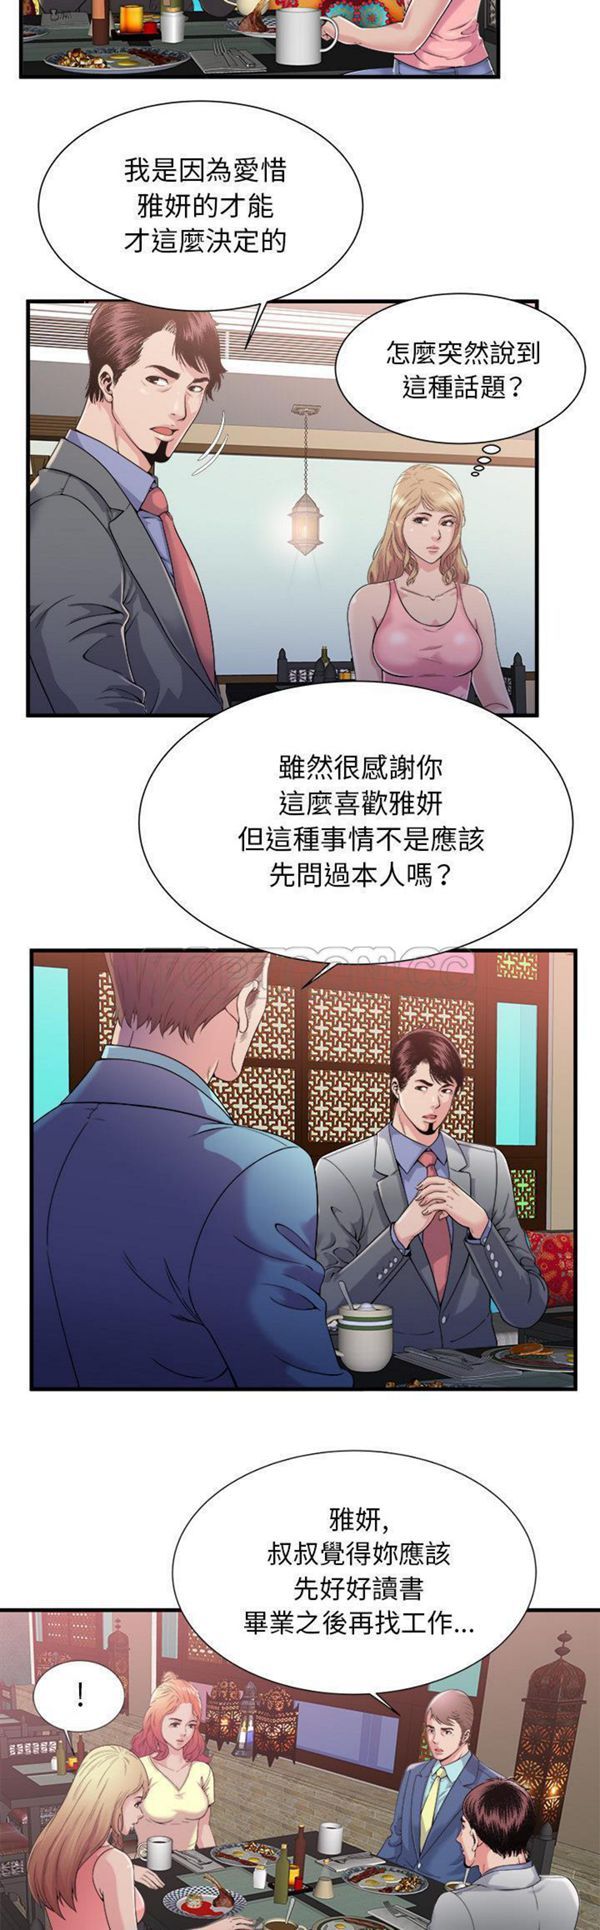 我是因為愛惜
雅妍的才能
才這麼決定的
怎麼突然說到
這種話題？
雖然很感謝你
這麼喜歡雅妍
但這種事情不是應該
先問過本人嗎？
雅妍,
叔叔覺得妳應該
先好好讀書
畢業之後再找工作...
!